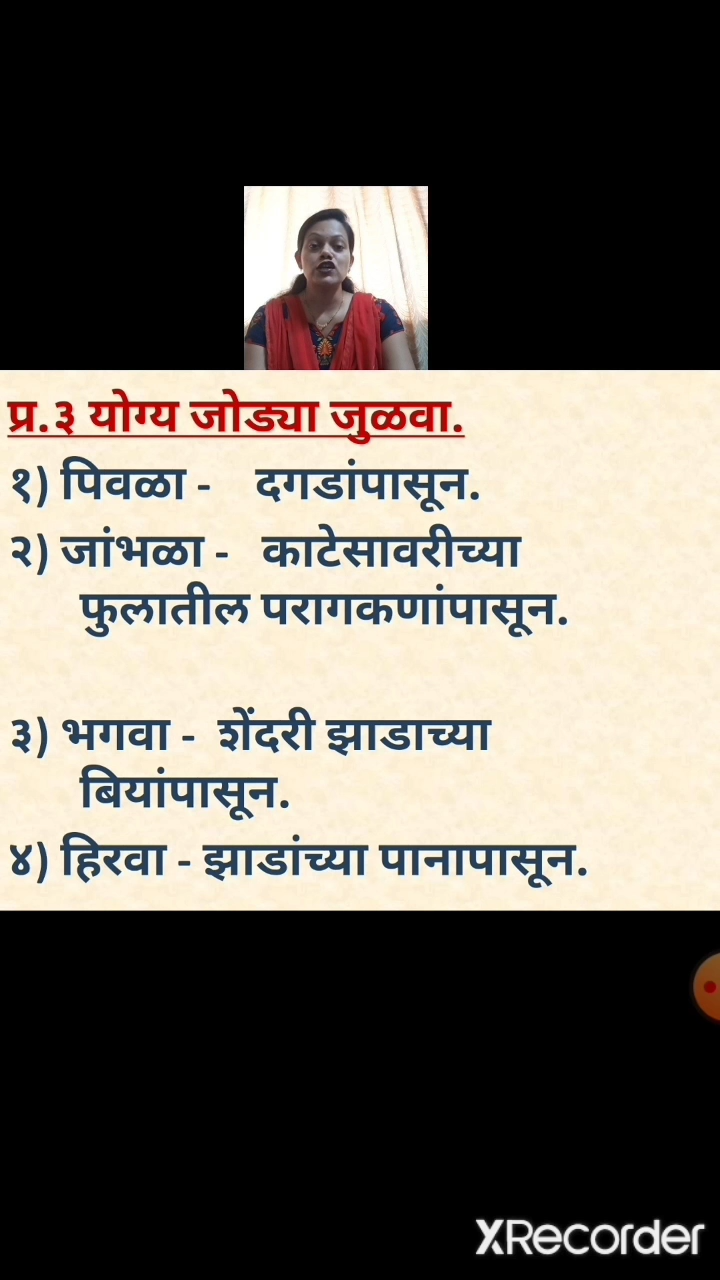 प्र.३ योग्य जोड्या जुळवा.
१) पिवळा - दगडांपासून.
२) जांभळा - काटेसावरीच्या
फुलातील परागकणांपासून.
३) भगवा - शेंदरी झाडाच्या
बियांपासून.
४) हिरवा - झाडांच्या पानापासून.
XRecorder